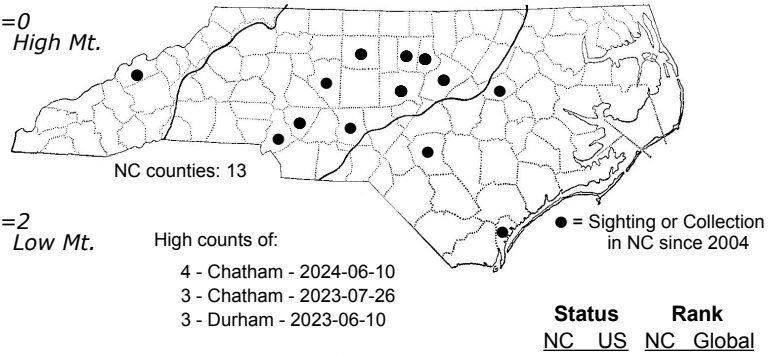 =0
High Mt.
NC counties: 13
=2
Low Mt.
● = Sighting or Collection
in NC since 2004
High counts of:
4 - Chatham - 2024-06-10
3 - Chatham - 2023-07-26
3 - Durham - 2023-06-10
Status Rank
NC US NC Global